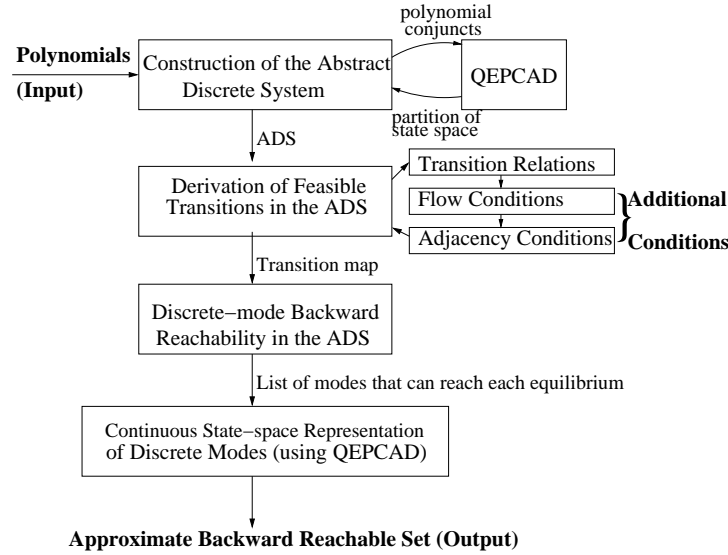 polynomial
conjuncts
Polynomials
(Input)
Construction of the Abstract
Discrete System
QEPCAD
partition of
state space
ADS
Derivation of Feasible
Transitions in the ADS
Transition Relations
Flow Conditions
Adjacency Conditions
} Additional
Conditions
Transition map
Discrete−mode Backward
Reachability in the ADS
List of modes that can reach each equilibrium
Continuous State−space Representation
of Discrete Modes (using QEPCAD)
Approximate Backward Reachable Set (Output)